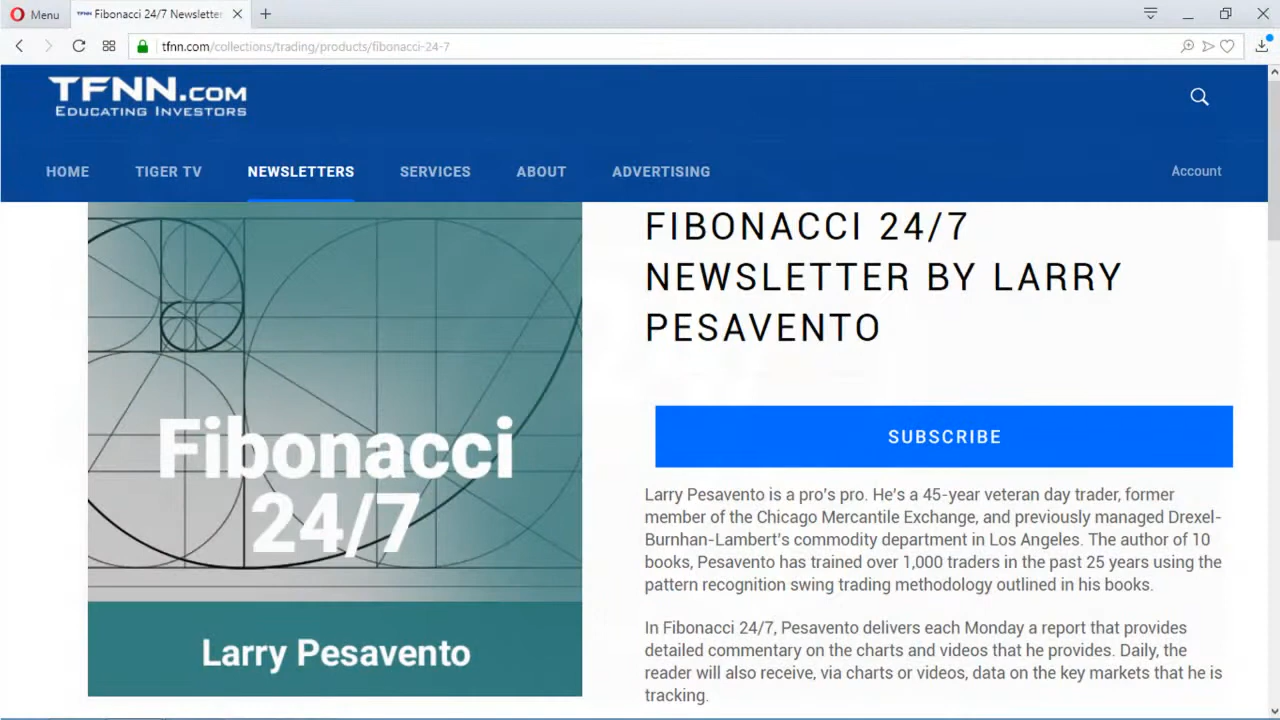 Menu
Fibonacci 24/7 Newsletter
tfnn.com/collections/trading/products/fibonacci-24-7
TFNN.COM
EDUCATING INVESTORS
HOME TIGER TV NEWSLETTERS SERVICES ABOUT ADVERTISING Account
Fibonacci
24/7
Larry Pesavento
FIBONACCI 24/7
NEWSLETTER BY LARRY
PESAVENTO
SUBSCRIBE
Larry Pesavento is a pro's pro. He's a 45-year veteran day trader, former
member of the Chicago Mercantile Exchange, and previously managed Drexel-
Burnhan-Lambert's commodity department in Los Angeles. The author of 10
books, Pesavento has trained over 1,000 traders in the past 25 years using the
pattern recognition swing trading methodology outlined in his books.
In Fibonacci 24/7, Pesavento delivers each Monday a report that provides
detailed commentary on the charts and videos that he provides. Daily, the
reader will also receive, via charts or videos, data on the key markets that he is
tracking.